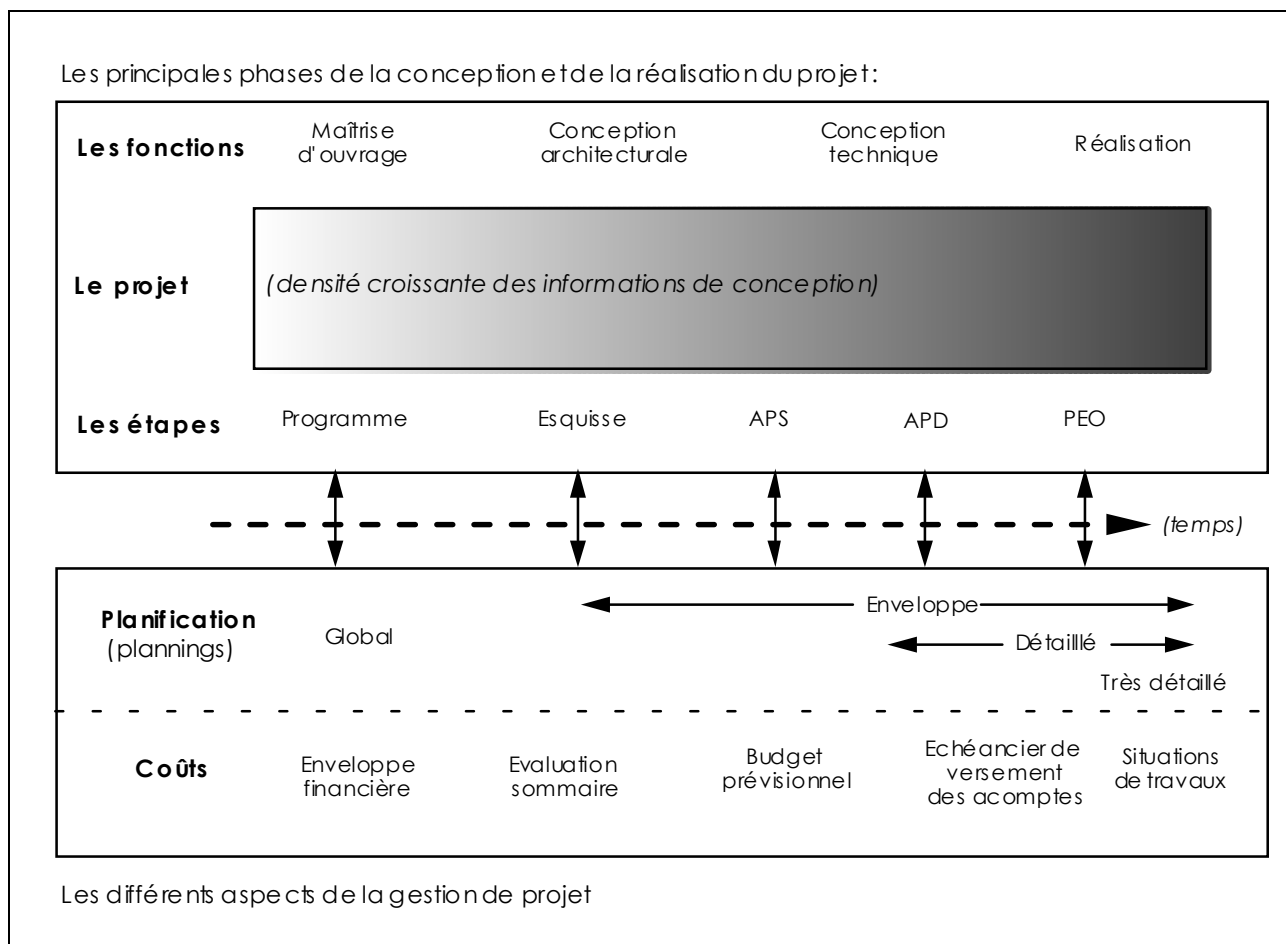 Les principales phases de la conception et de la réalisation du projet:
Les fonctions
Maîtrise
d'ouvrage
Conception
architecturale
Conception
technique
Réalisation
Le projet
(densité croissante des informations de conception)
Les étapes
Programme
Esquisse
APS
APD
PEO
(temps)
Planification
(plannings)
Global
Enveloppe
Détailllé
Très détaillé
Coûts
Enveloppe
financière
Evaluation
sommaire
Budget
prévisionnel
Echéancier de
versement
des acomptes
Situations
de travaux
Les différents aspects de la gestion de projet